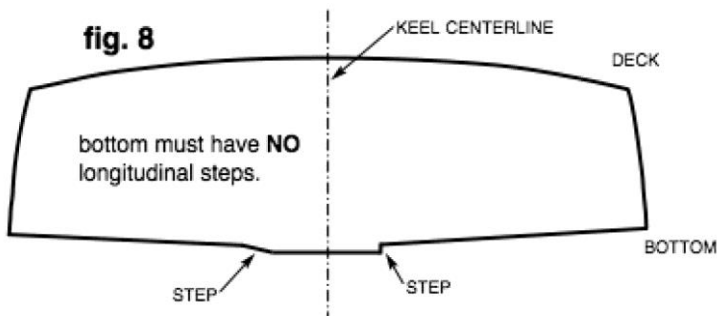 fig. 8
KEEL CENTERLINE
DECK
bottom must have NO
longitudinal steps.
BOTTOM
STEP
STEP